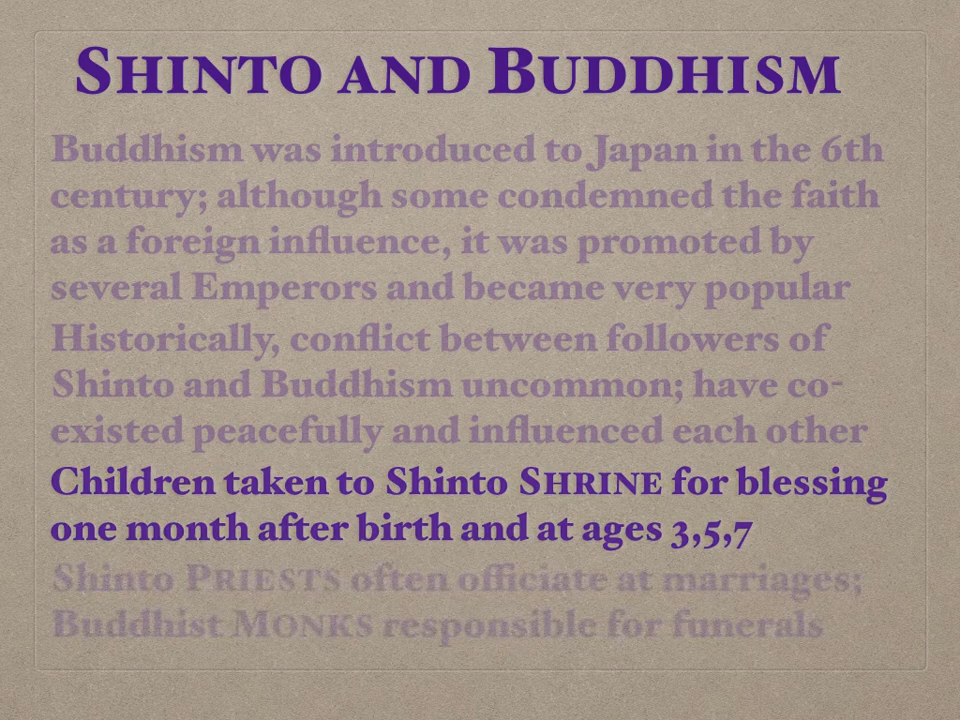 SHINTO AND BUDDHISM
Buddhism was introduced to Japan in the 6th
century; although some condemned the faith
as a foreign influence, it was promoted by
several Emperors and became very popular
Historically, conflict between followers of
Shinto and Buddhism uncommon; have co-
existed peacefully and influenced each other
Children taken to Shinto SHRINE for blessing
one month after birth and at ages 3,5,7
Shinto PRIESTS often officiate at marriages;
Buddhist MONKS responsible for funerals